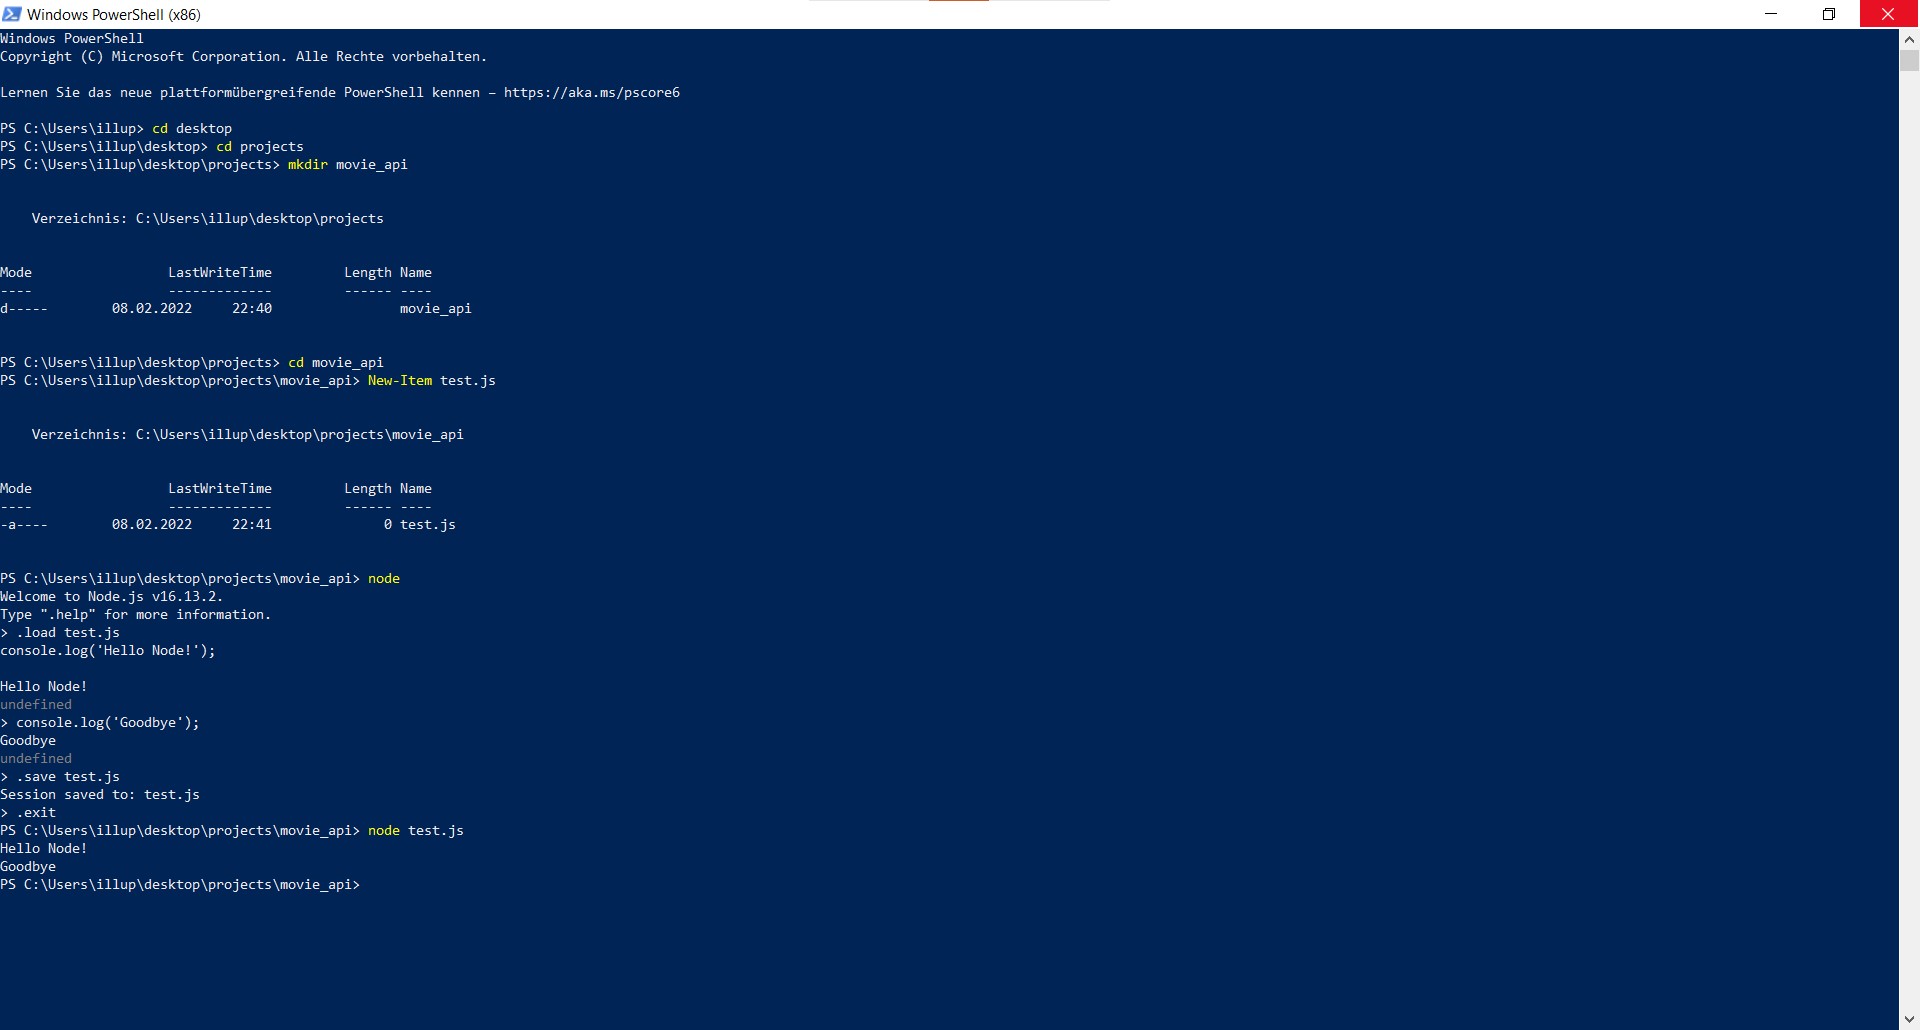 Windows PowerShell (x86)
Windows PowerShell
Copyright (C) Microsoft Corporation. Alle Rechte vorbehalten.
Lernen Sie das neue plattformübergreifende PowerShell kennen – https://aka.ms/pscore6
PS C:\Users\illup> cd desktop
PS C:\Users\illup\desktop> cd projects
PS C:\Users\illup\desktop\projects> mkdir movie_api
    Verzeichnis: C:\Users\illup\desktop\projects
Mode                 LastWriteTime         Length Name
----                 -------------         ------ ----
d-----        08.02.2022     22:40                movie_api
PS C:\Users\illup\desktop\projects> cd movie_api
PS C:\Users\illup\desktop\projects\movie_api> New-Item test.js
    Verzeichnis: C:\Users\illup\desktop\projects\movie_api
Mode                 LastWriteTime         Length Name
----                 -------------         ------ ----
-a----        08.02.2022     22:41              0 test.js
PS C:\Users\illup\desktop\projects\movie_api> node
Welcome to Node.js v16.13.2.
Type ".help" for more information.
> .load test.js
console.log('Hello Node!');
Hello Node!
undefined
> console.log('Goodbye');
Goodbye
undefined
> .save test.js
Session saved to: test.js
> .exit
PS C:\Users\illup\desktop\projects\movie_api> node test.js
Hello Node!
Goodbye
PS C:\Users\illup\desktop\projects\movie_api>